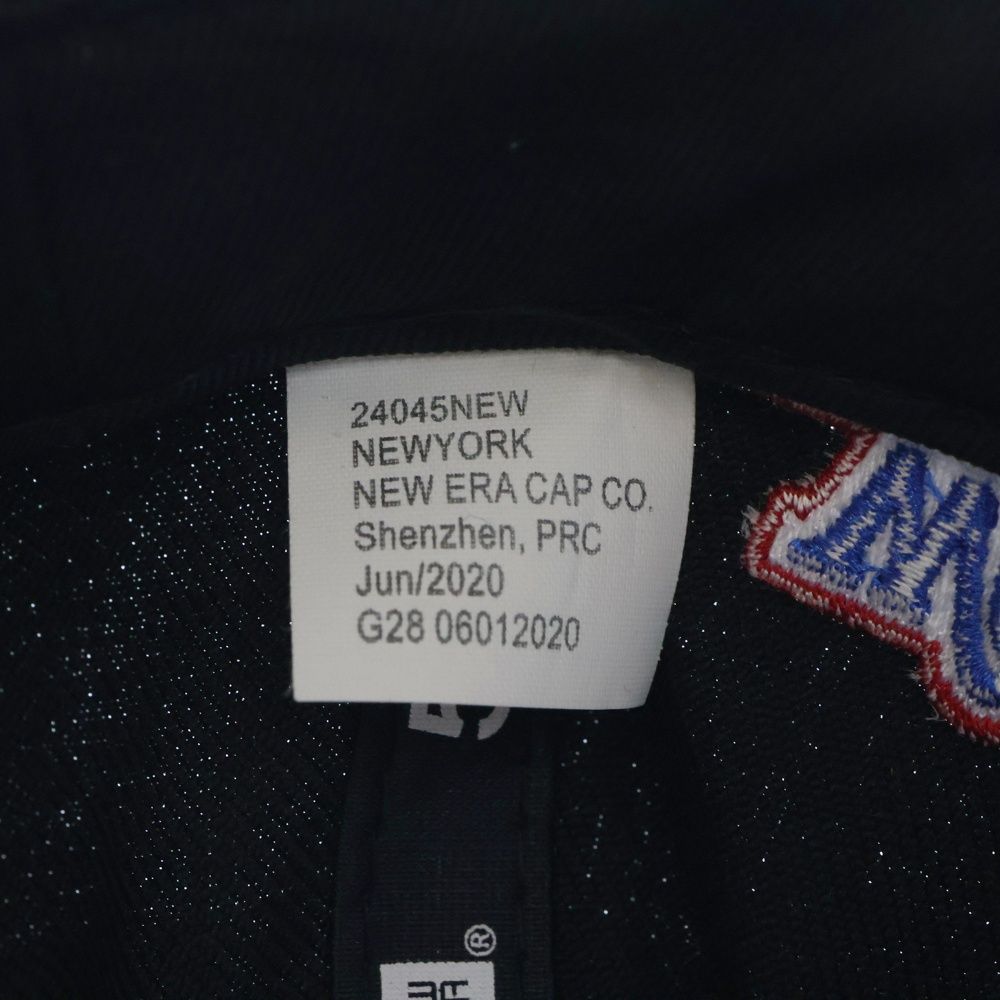 24045NEW
NEWYORK
NEW ERA CAP CO.
Shenzhen, PRC
Jun/2020
G28 06012020
®